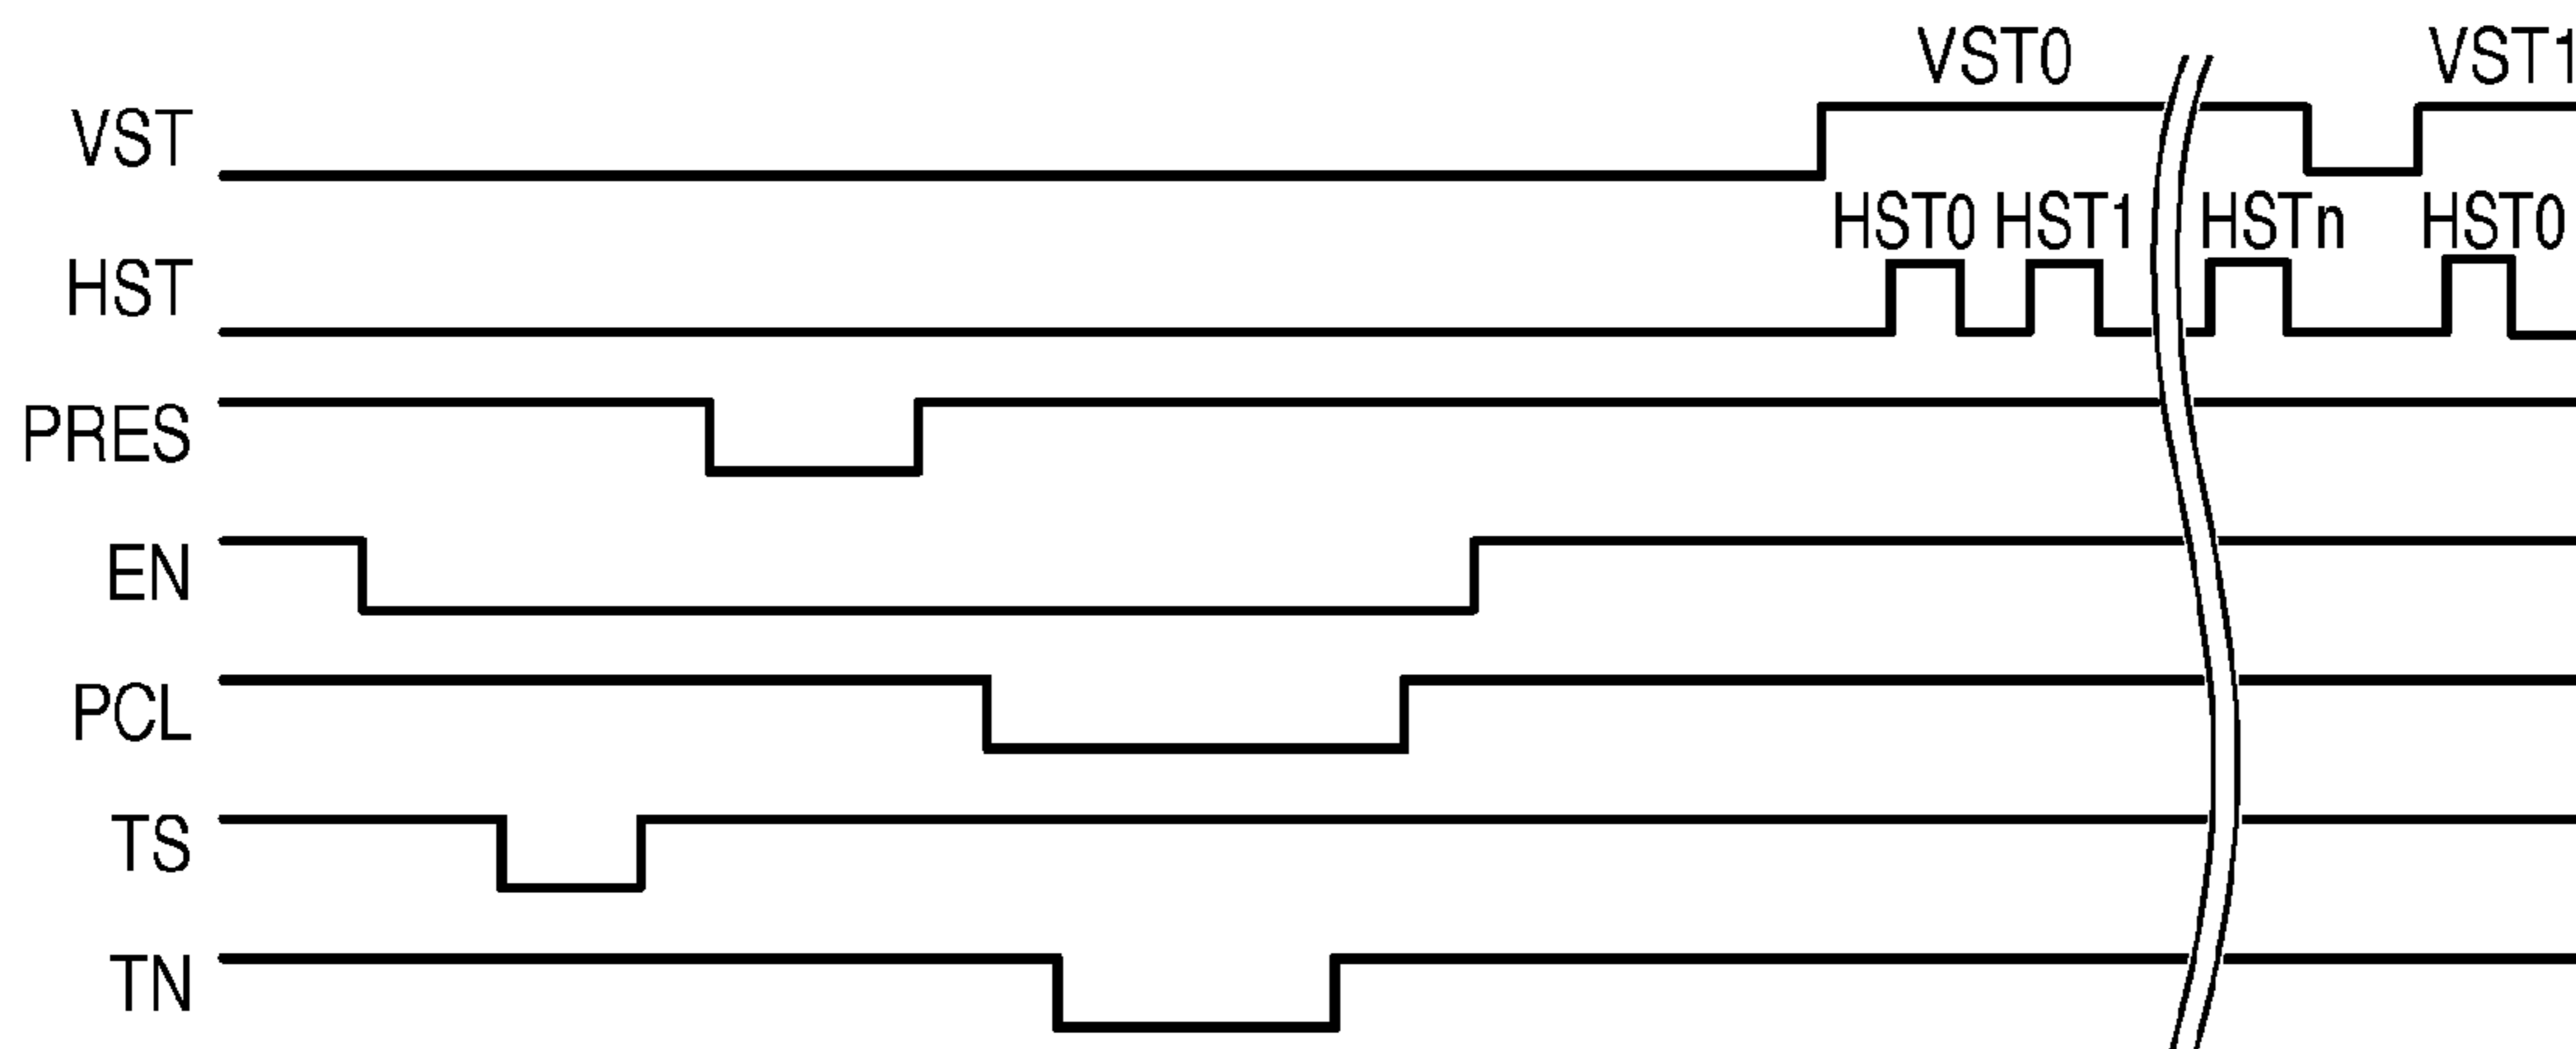 VST0 VST1
VST
HST0 HST1 HSTn HST0
HST
PRES
EN
PCL
TS
TN